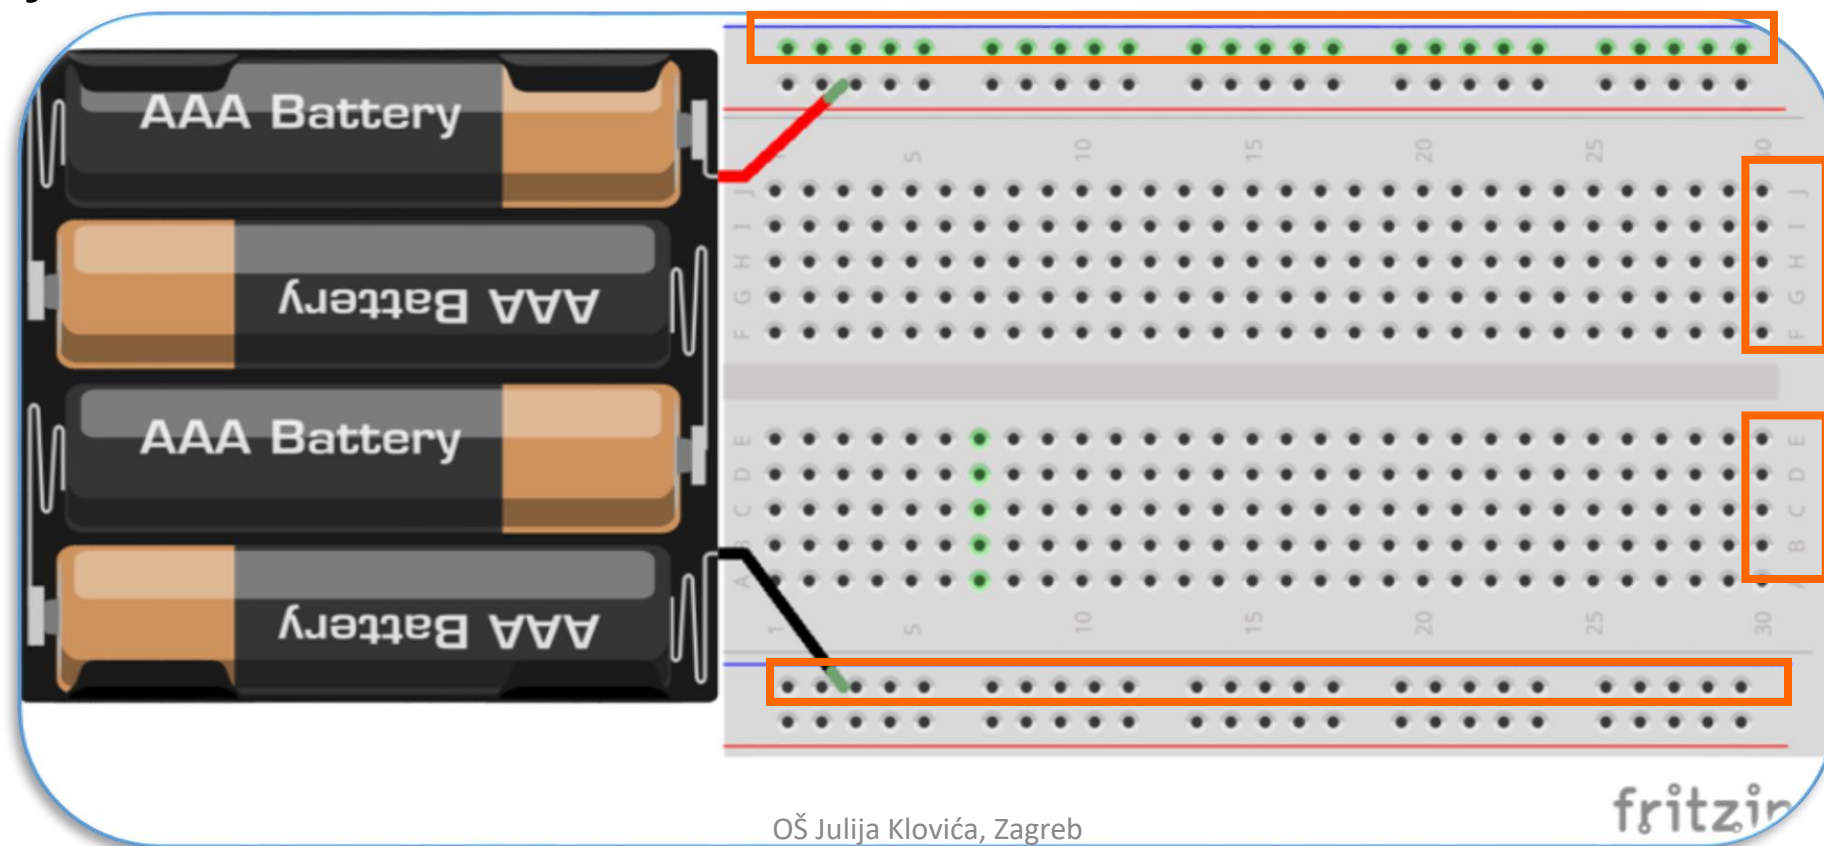 AAA Battery
AAA Battery
AAA Battery
AAA Battery
1 5 10 15 20 25 30
J J
I I
H H
G G
F F
E E
D D
C C
B B
A A
1 5 10 15 20 25 30
OŠ Julija Klovića, Zagreb